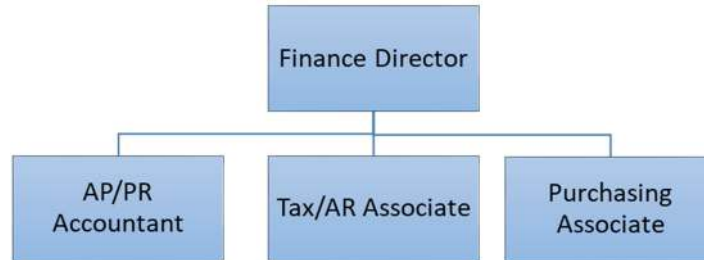 Finance Director
AP/PR
Accountant
Tax/AR Associate
Purchasing
Associate